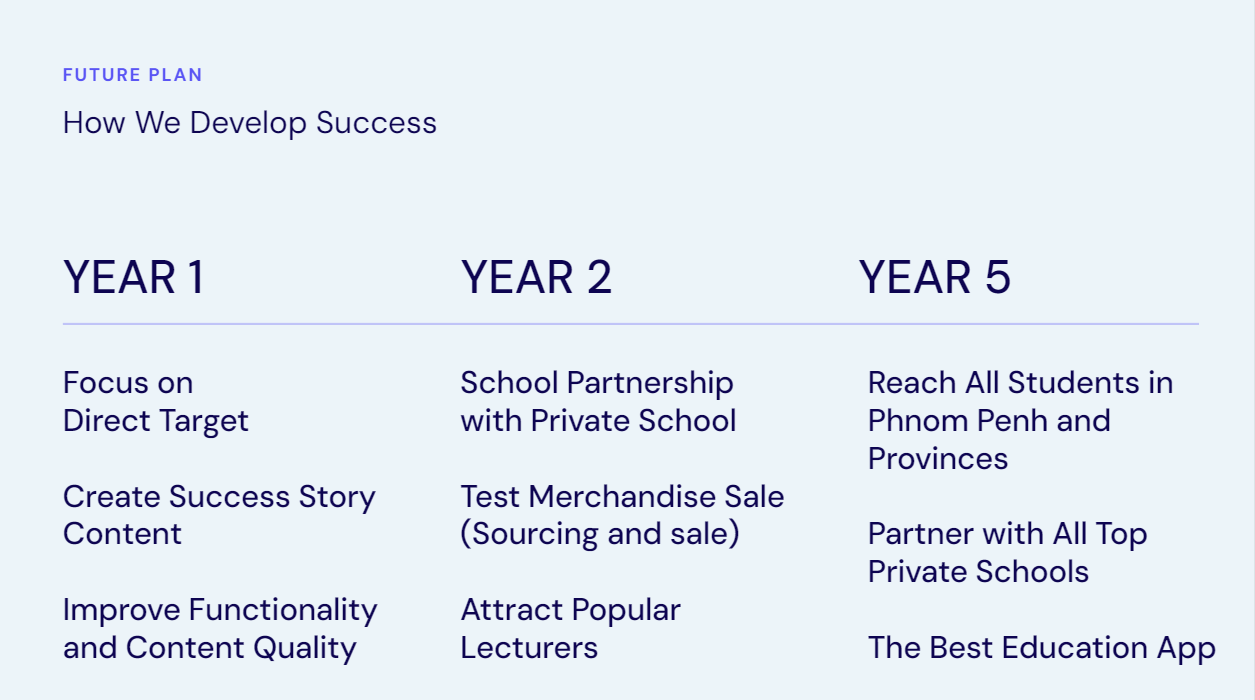 FUTURE PLAN
How We Develop Success
YEAR 1
Focus on
Direct Target
Create Success Story
Content
Improve Functionality
and Content Quality
YEAR 2
School Partnership
with Private School
Test Merchandise Sale
(Sourcing and sale)
Attract Popular
Lecturers
YEAR 5
Reach All Students in
Phnom Penh and
Provinces
Partner with All Top
Private Schools
The Best Education App